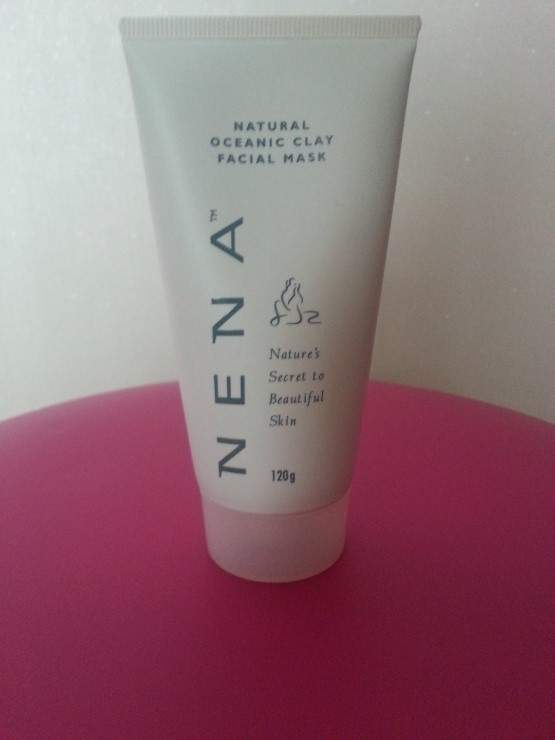 NATURAL
OCEANIC CLAY
FACIAL MASK
NENA™
Nature's
Secret to
Beautiful
Skin
120g